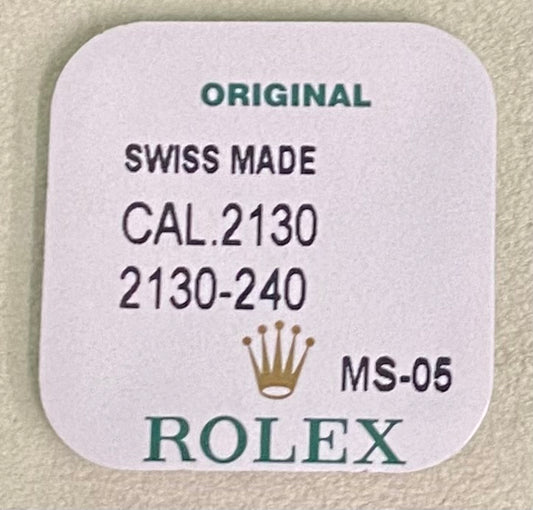 ORIGINAL
SWISS MADE
CAL.2130
2130-240
MS-05
ROLEX